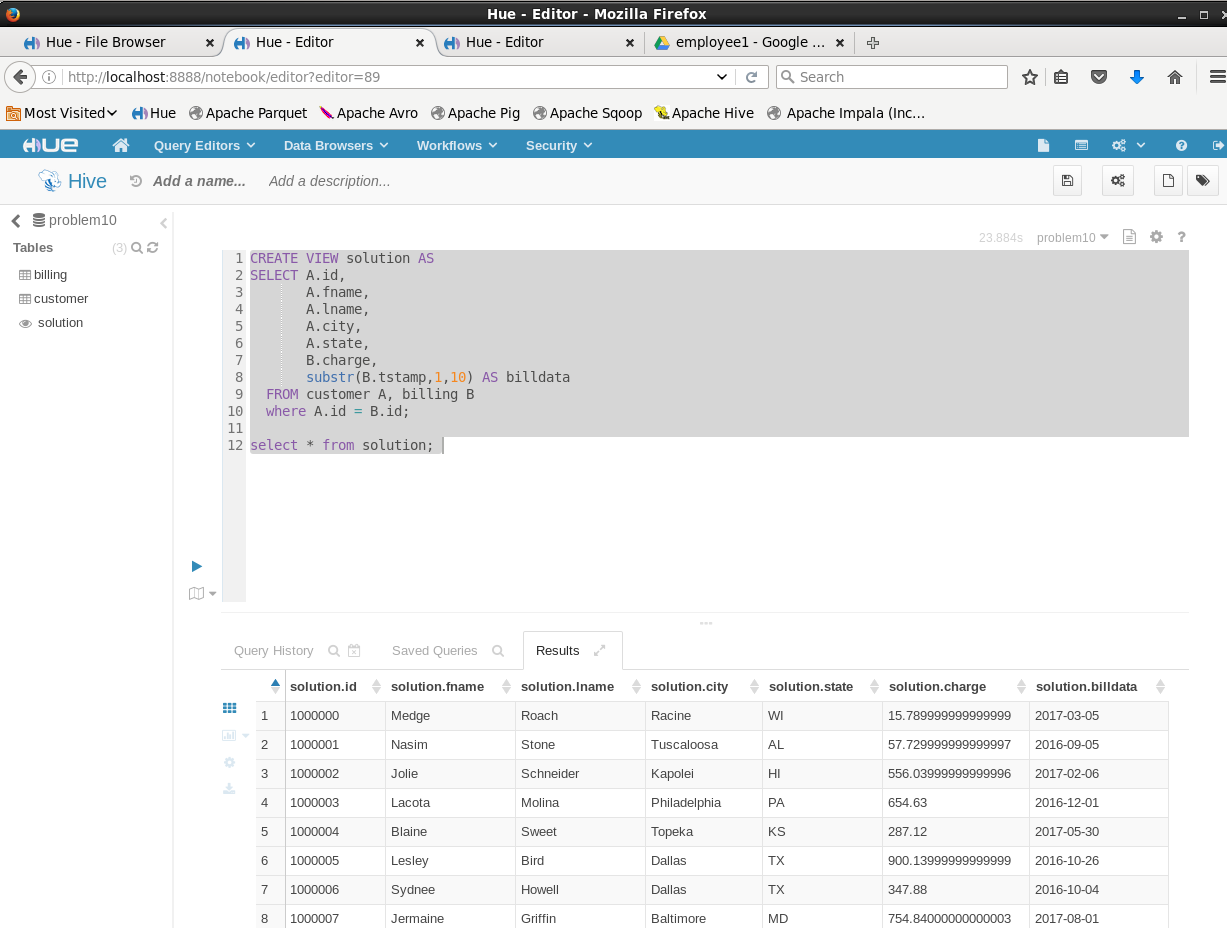 Hue - Editor - Mozilla Firefox
Hue - File Browser
Hue - Editor
Hue - Editor
employee1 - Google ...
http://localhost:8888/notebook/editor?editor=89
Search
Most Visited
Hue
Apache Parquet
Apache Avro
Apache Pig
Apache Sqoop
Apache Hive
Apache Impala (Inc...
HUE
Query Editors
Data Browsers
Workflows
Security
?
Hive
Add a name...
Add a description...
problem10
Tables
(3)
billing
customer
solution
23.884s
problem10
?
1 CREATE VIEW solution AS
2 SELECT A.id,
3 A.fname,
4 A.lname,
5 A.city,
6 A.state,
7 B.charge,
8 substr(B.tstamp,1,10) AS billdata
9 FROM customer A, billing B
10 where A.id = B.id;
11
12 select * from solution;
Query History
Saved Queries
Results
solution.id solution.fname solution.lname solution.city solution.state solution.charge solution.billdata
1 1000000 Medge Roach Racine WI 15.789999999999999 2017-03-05
2 1000001 Nasim Stone Tuscaloosa AL 57.729999999999997 2016-09-05
3 1000002 Jolie Schneider Kapolei HI 556.03999999999996 2017-02-06
4 1000003 Lacota Molina Philadelphia PA 654.63 2016-12-01
5 1000004 Blaine Sweet Topeka KS 287.12 2017-05-30
6 1000005 Lesley Bird Dallas TX 900.13999999999999 2016-10-26
7 1000006 Sydnee Howell Dallas TX 347.88 2016-10-04
8 1000007 Jermaine Griffin Baltimore MD 754.84000000000003 2017-08-01